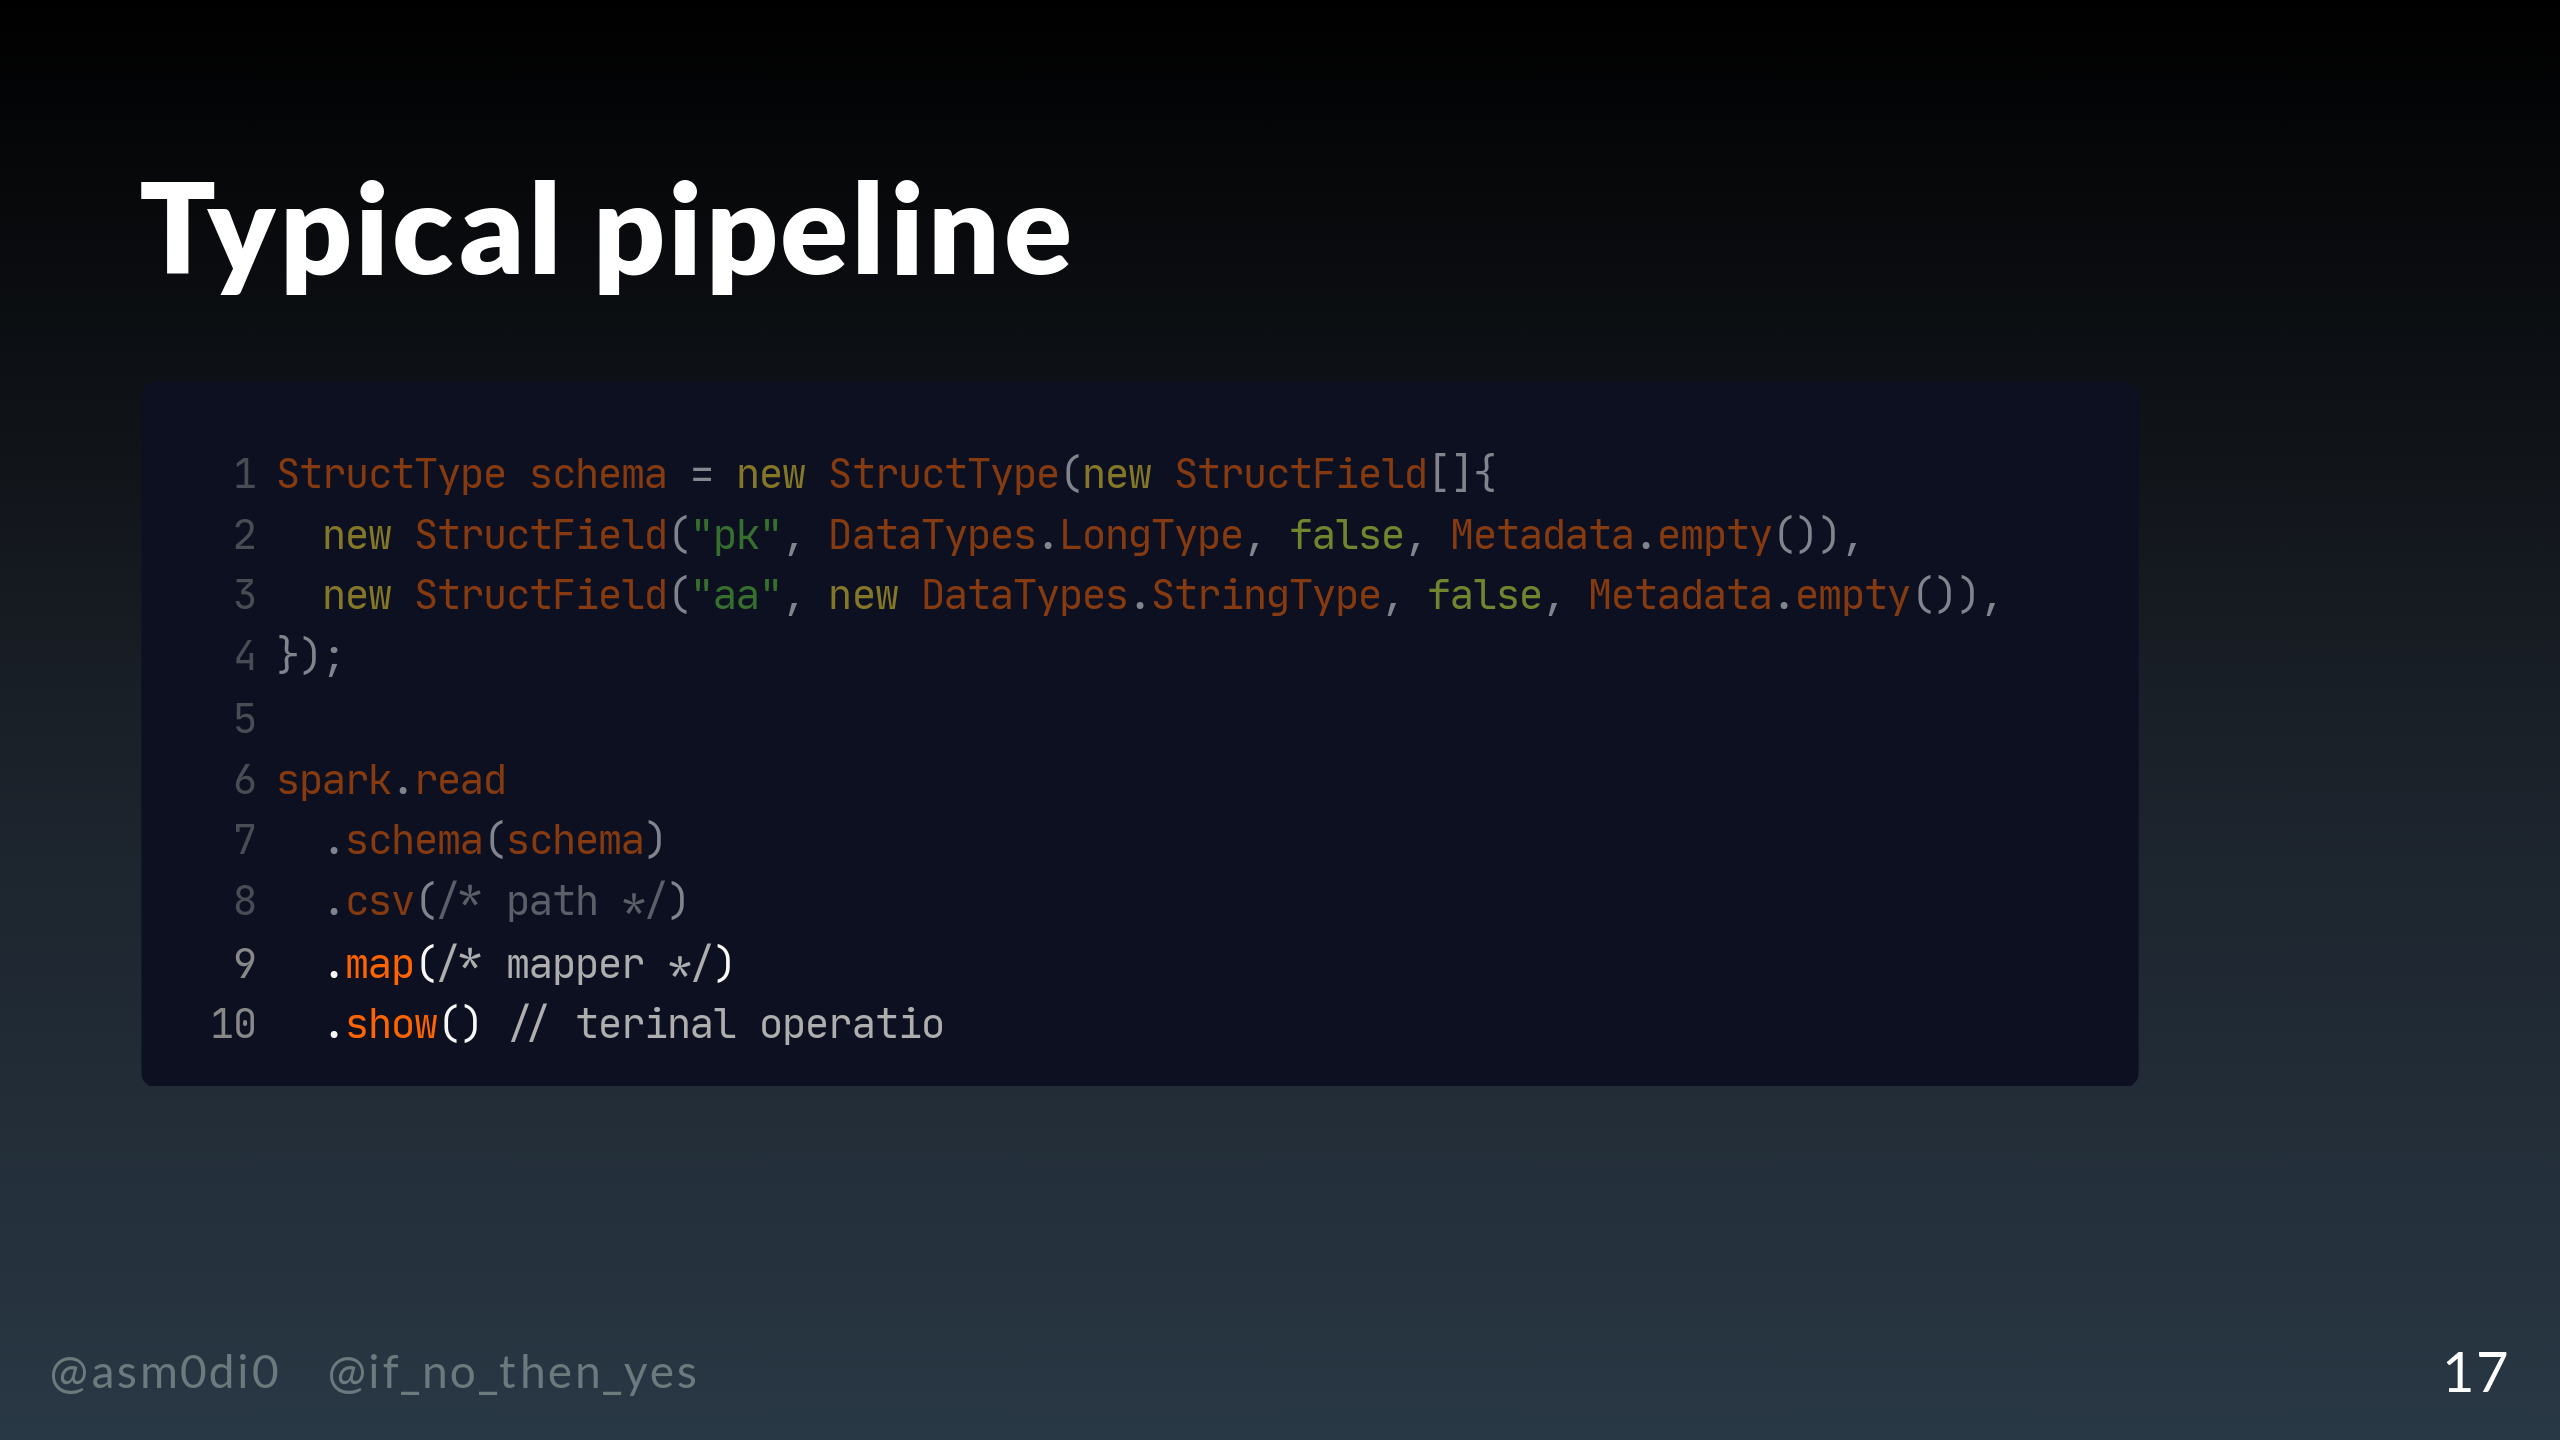 Typical pipeline
1 StructType schema = new StructType(new StructField[]{
2   new StructField("pk", DataTypes.LongType, false, Metadata.empty()),
3   new StructField("aa", new DataTypes.StringType, false, Metadata.empty()),
4 });
5
6 spark.read
7   .schema(schema)
8   .csv(/* path */)
9   .map(/* mapper */)
10   .show() // terinal operatio
@asm0di0 @if_no_then_yes
17